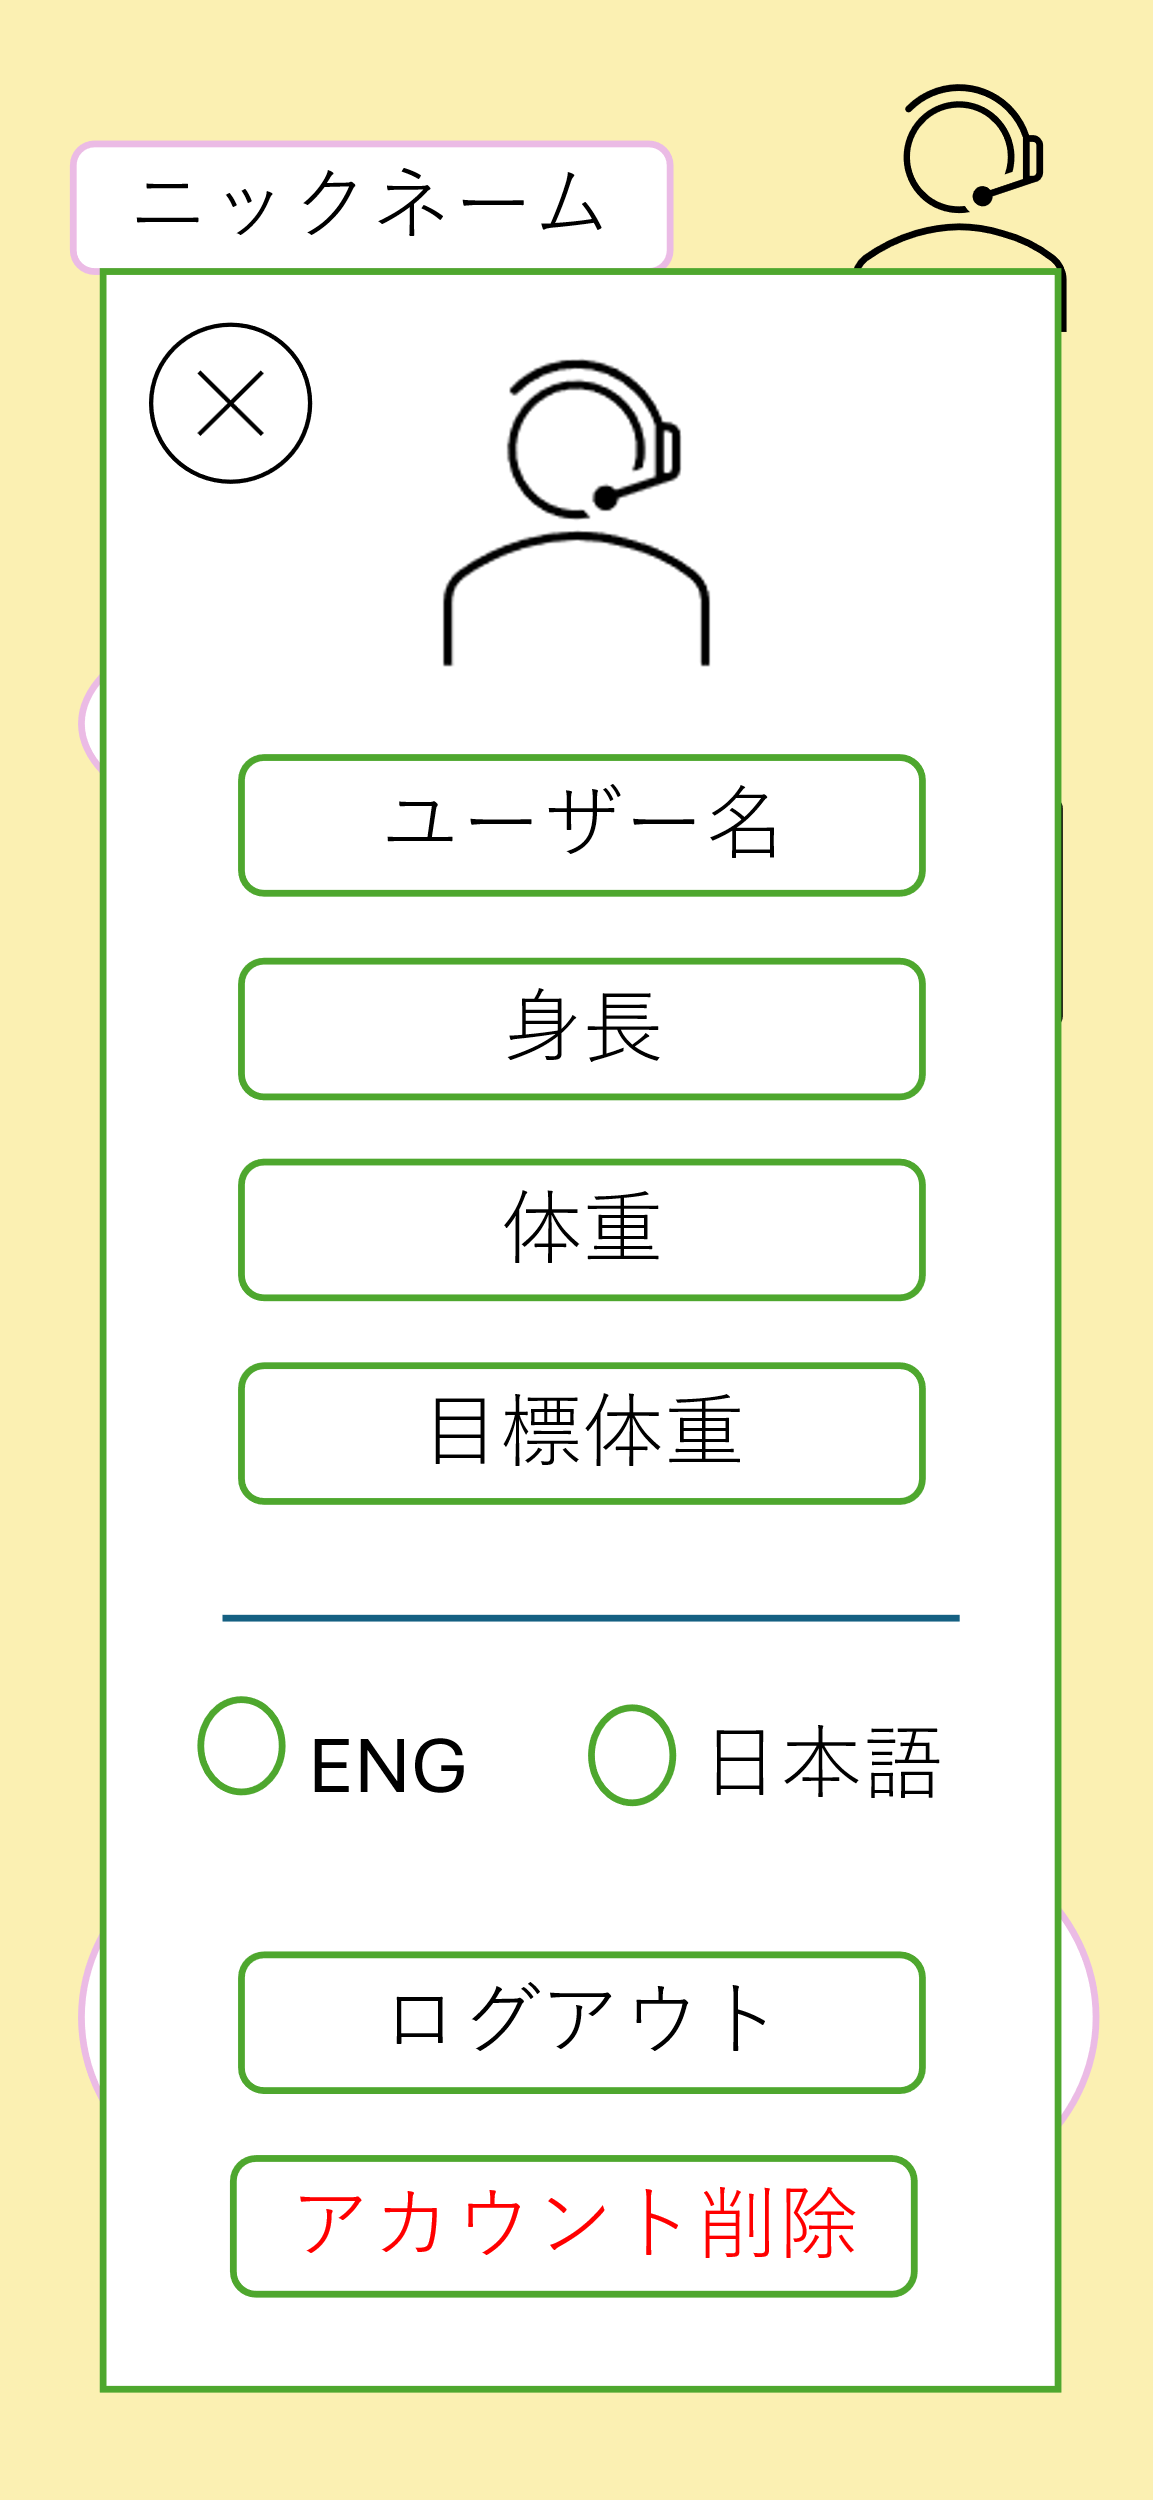 ニックネーム
ユーザー名
身長
体重
目標体重
ENG
日本語
ログアウト
アカウント削除